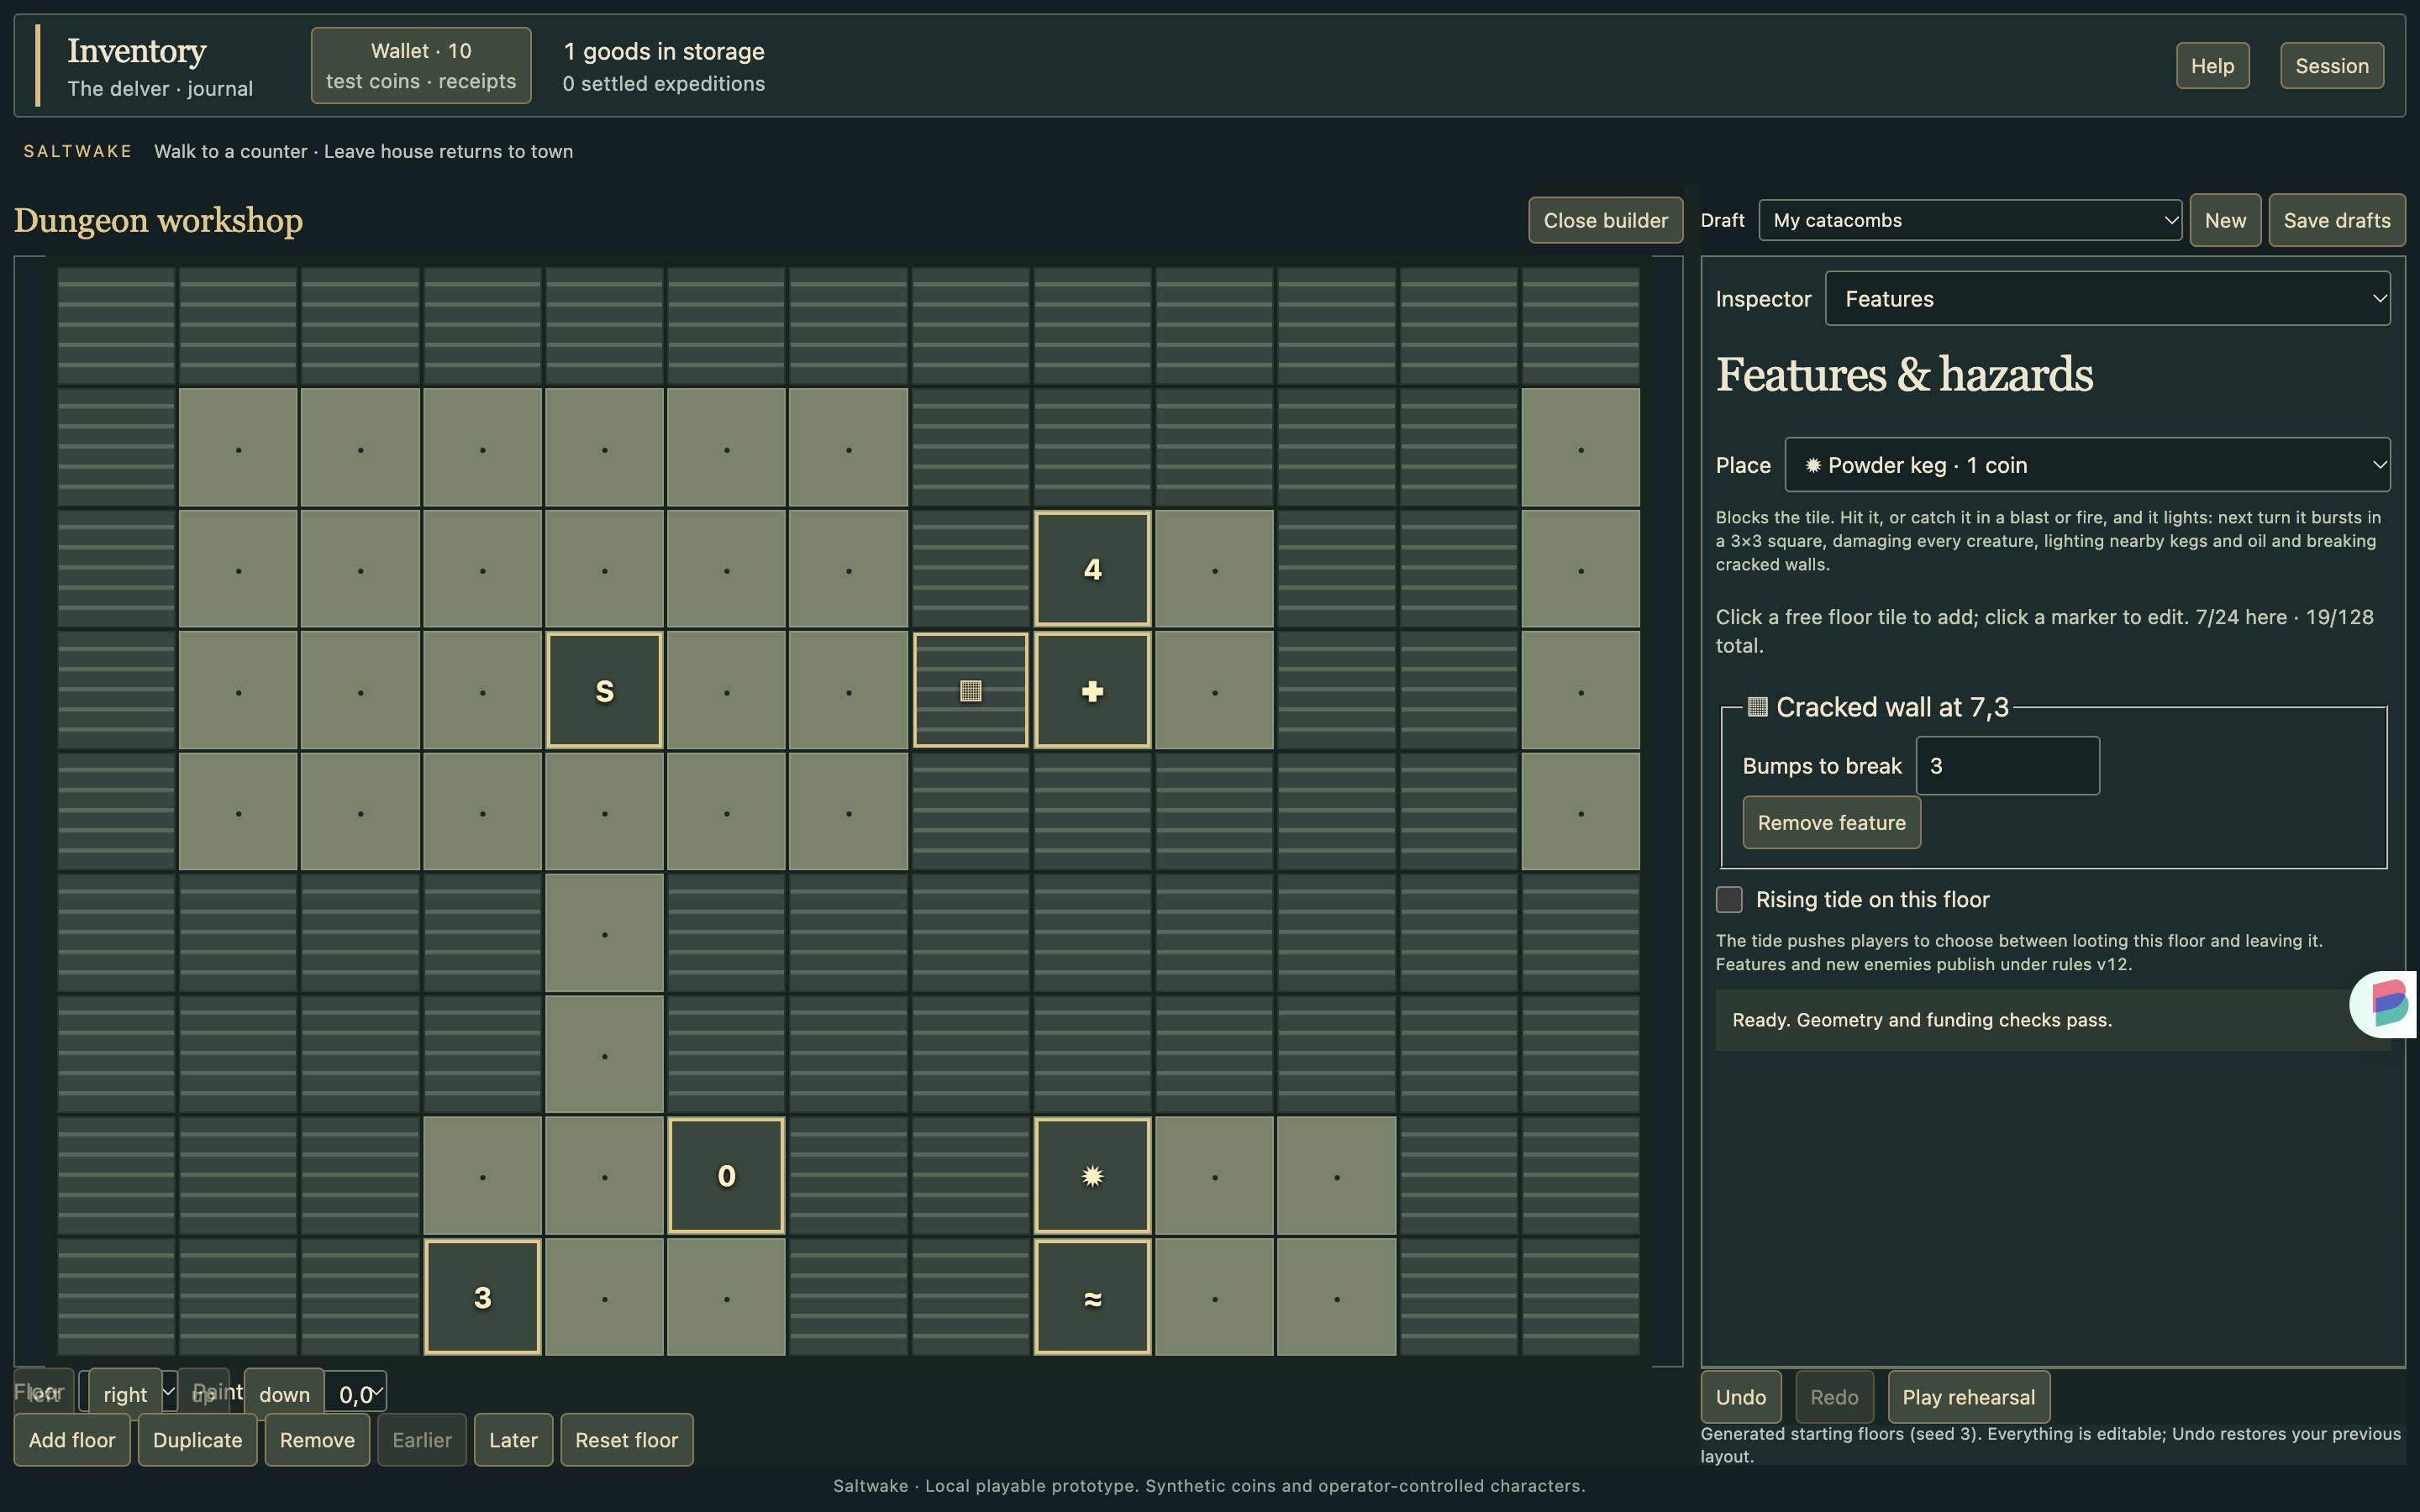 Inventory
The delver · journal
Wallet · 10
test coins · receipts
1 goods in storage
0 settled expeditions
Help
Session
SALTWAKE
Walk to a counter · Leave house returns to town
Dungeon workshop
Close builder
Draft
My catacombs
New
Save drafts
4
S
0
3
Inspector
Features
Features & hazards
Place
✹ Powder keg · 1 coin
Blocks the tile. Hit it, or catch it in a blast or fire, and it lights: next turn it bursts in
a 3×3 square, damaging every creature, lighting nearby kegs and oil and breaking
cracked walls.
Click a free floor tile to add; click a marker to edit. 7/24 here · 19/128
total.
▦ Cracked wall at 7,3
Bumps to break
3
Remove feature
Rising tide on this floor
The tide pushes players to choose between looting this floor and leaving it.
Features and new enemies publish under rules v12.
Ready. Geometry and funding checks pass.
Floor
left
right
up
Paint
down
0,0
Add floor
Duplicate
Remove
Earlier
Later
Reset floor
Undo
Redo
Play rehearsal
Generated starting floors (seed 3). Everything is editable; Undo restores your previous
layout.
Saltwake · Local playable prototype. Synthetic coins and operator-controlled characters.